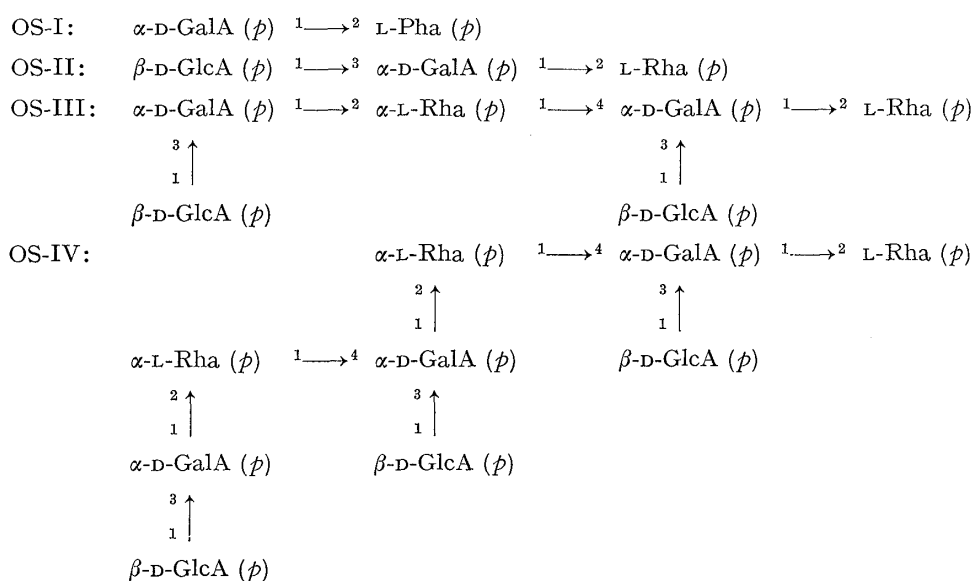 OS-I: α-D-GalA (p) 1⟶2 L-Pha (p)
OS-II: β-D-GlcA (p) 1⟶3 α-D-GalA (p) 1⟶2 L-Rha (p)
OS-III: α-D-GalA (p) 1⟶2 α-L-Rha (p) 1⟶4 α-D-GalA (p) 1⟶2 L-Rha (p)
3 ↑ 3 ↑
1 1
β-D-GlcA (p) β-D-GlcA (p)
OS-IV: α-L-Rha (p) 1⟶4 α-D-GalA (p) 1⟶2 L-Rha (p)
2 ↑ 3 ↑
1 1
α-L-Rha (p) 1⟶4 α-D-GalA (p) β-D-GlcA (p)
2 ↑ 3 ↑
1 1
α-D-GalA (p) β-D-GlcA (p)
3 ↑
1
β-D-GlcA (p)